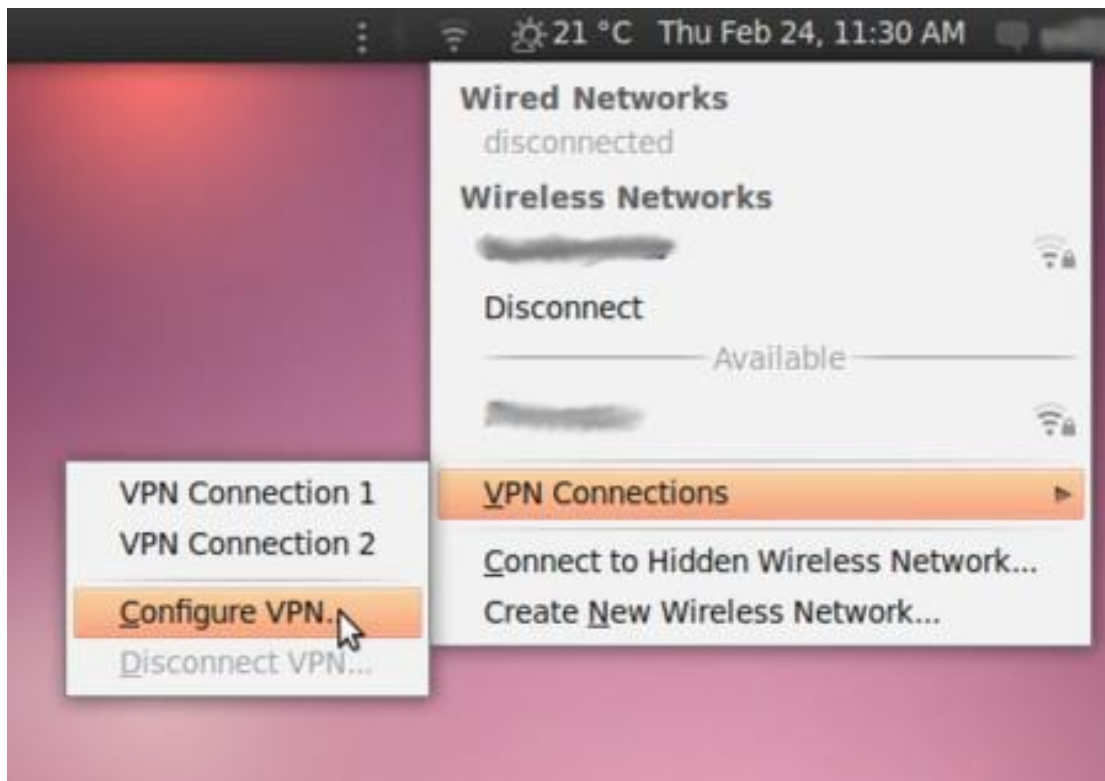 21 °C Thu Feb 24, 11:30 AM
Wired Networks
disconnected
Wireless Networks
Disconnect
Available
VPN Connections
Connect to Hidden Wireless Network...
Create New Wireless Network...
VPN Connection 1
VPN Connection 2
Configure VPN..
Disconnect VPN...